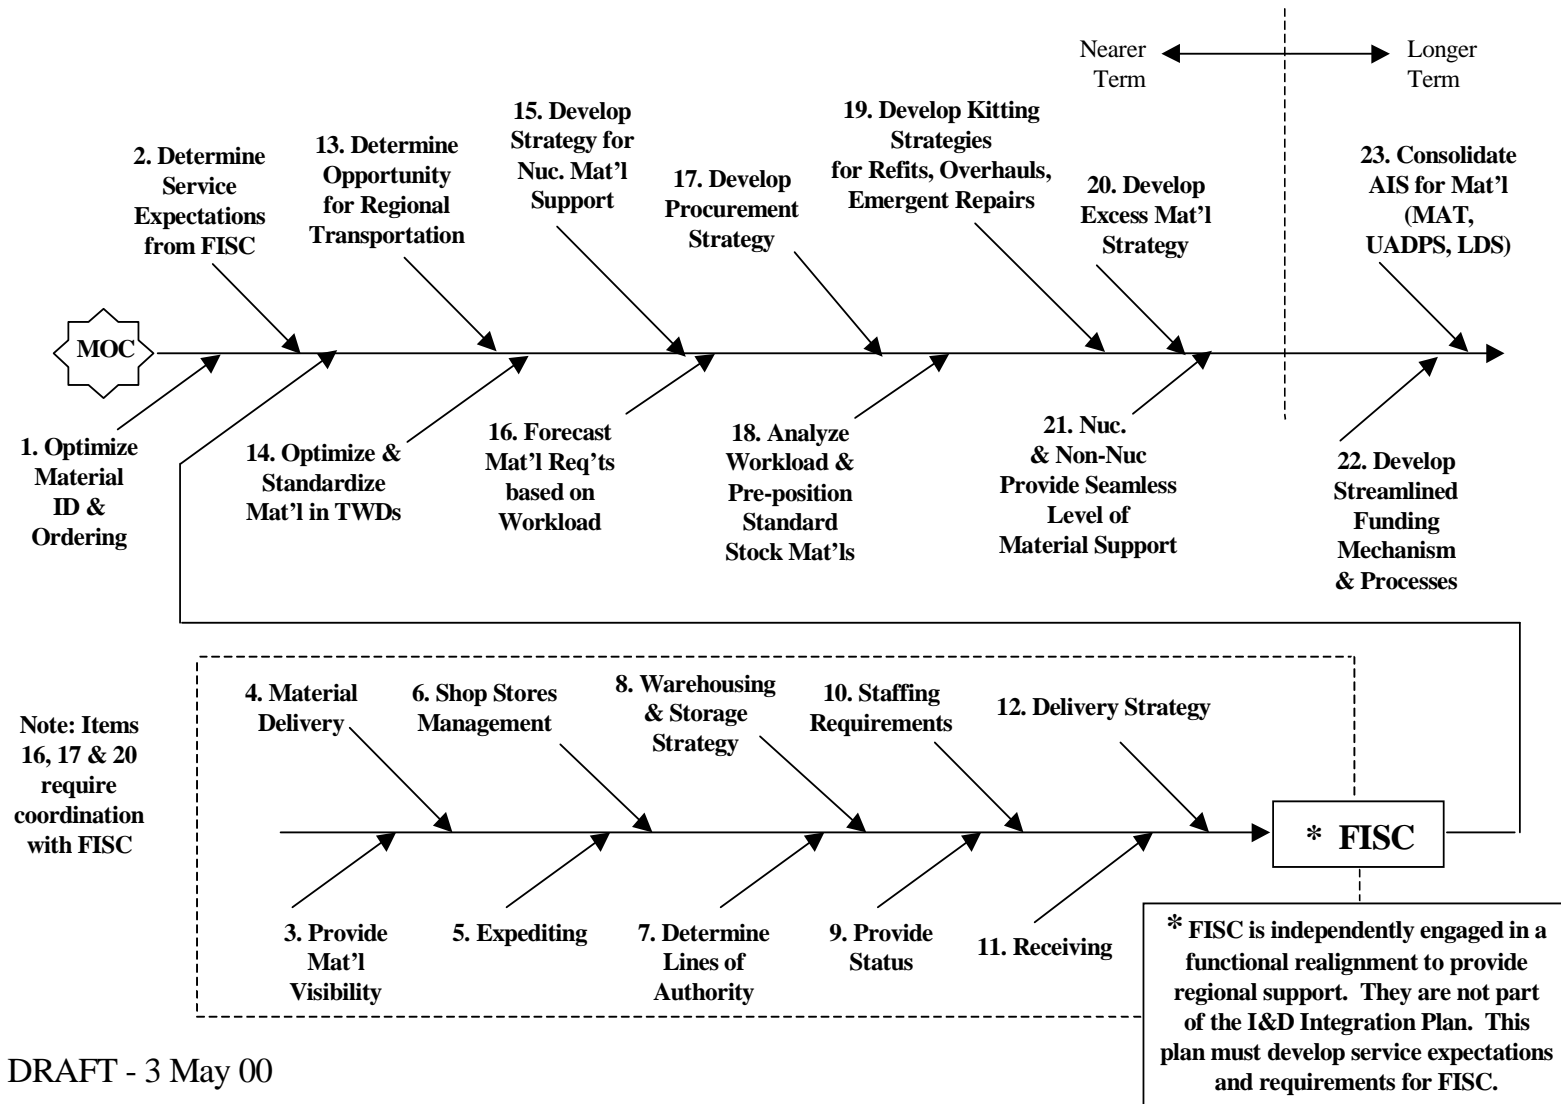 Nearer
Term
Longer
Term
2. Determine
Service
Expectations
from FISC
13. Determine
Opportunity
for Regional
Transportation
15. Develop
Strategy for
Nuc. Mat’l
Support
17. Develop
Procurement
Strategy
19. Develop Kitting
Strategies
for Refits, Overhauls,
Emergent Repairs
20. Develop
Excess Mat’l
Strategy
23. Consolidate
AIS for Mat’l
(MAT,
UADPS, LDS)
MOC
1. Optimize
Material
ID &
Ordering
14. Optimize &
Standardize
Mat’l in TWDs
16. Forecast
Mat’l Req’ts
based on
Workload
18. Analyze
Workload &
Pre-position
Standard
Stock Mat’ls
21. Nuc.
& Non-Nuc
Provide Seamless
Level of
Material Support
22. Develop
Streamlined
Funding
Mechanism
& Processes
Note: Items
16, 17 & 20
require
coordination
with FISC
4. Material
Delivery
6. Shop Stores
Management
8. Warehousing
& Storage
Strategy
10. Staffing
Requirements
12. Delivery Strategy
* FISC
3. Provide
Mat’l
Visibility
5. Expediting
7. Determine
Lines of
Authority
9. Provide
Status
11. Receiving
* FISC is independently engaged in a
functional realignment to provide
regional support. They are not part
of the I&D Integration Plan. This
plan must develop service expectations
and requirements for FISC.
DRAFT - 3 May 00